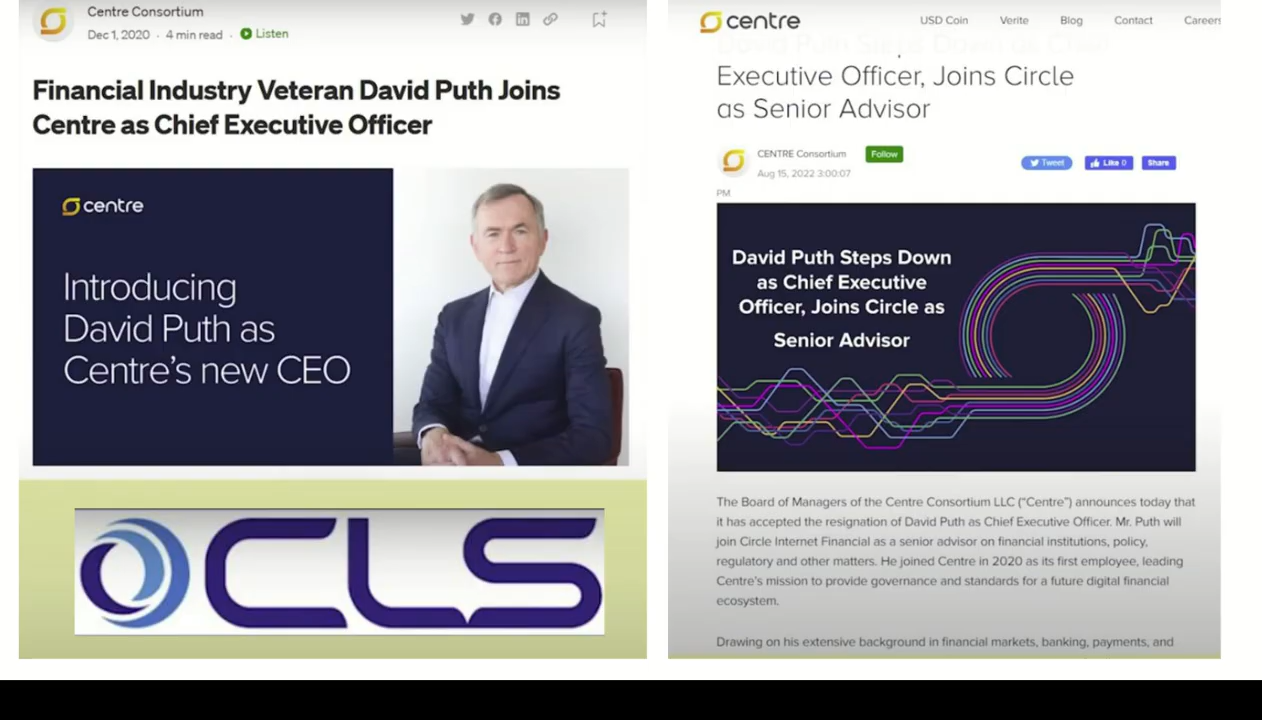 Centre Consortium
Dec 1, 2020 · 4 min read · Listen
Financial Industry Veteran David Puth Joins
Centre as Chief Executive Officer
centre
Introducing
David Puth as
Centre's new CEO
CLS
centre
USD Coin Verite Blog Contact Careers
David Puth Steps Down as Chief
Executive Officer, Joins Circle
as Senior Advisor
CENTRE Consortium Follow
Aug 15, 2022 3:00:07
PM
Tweet Like 0 Share
David Puth Steps Down
as Chief Executive
Officer, Joins Circle as
Senior Advisor
The Board of Managers of the Centre Consortium LLC ("Centre") announces today that
it has accepted the resignation of David Puth as Chief Executive Officer. Mr. Puth will
join Circle Internet Financial as a senior advisor on financial institutions, policy,
regulatory and other matters. He joined Centre in 2020 as its first employee, leading
Centre's mission to provide governance and standards for a future digital financial
ecosystem.
Drawing on his extensive background in financial markets, banking, payments, and